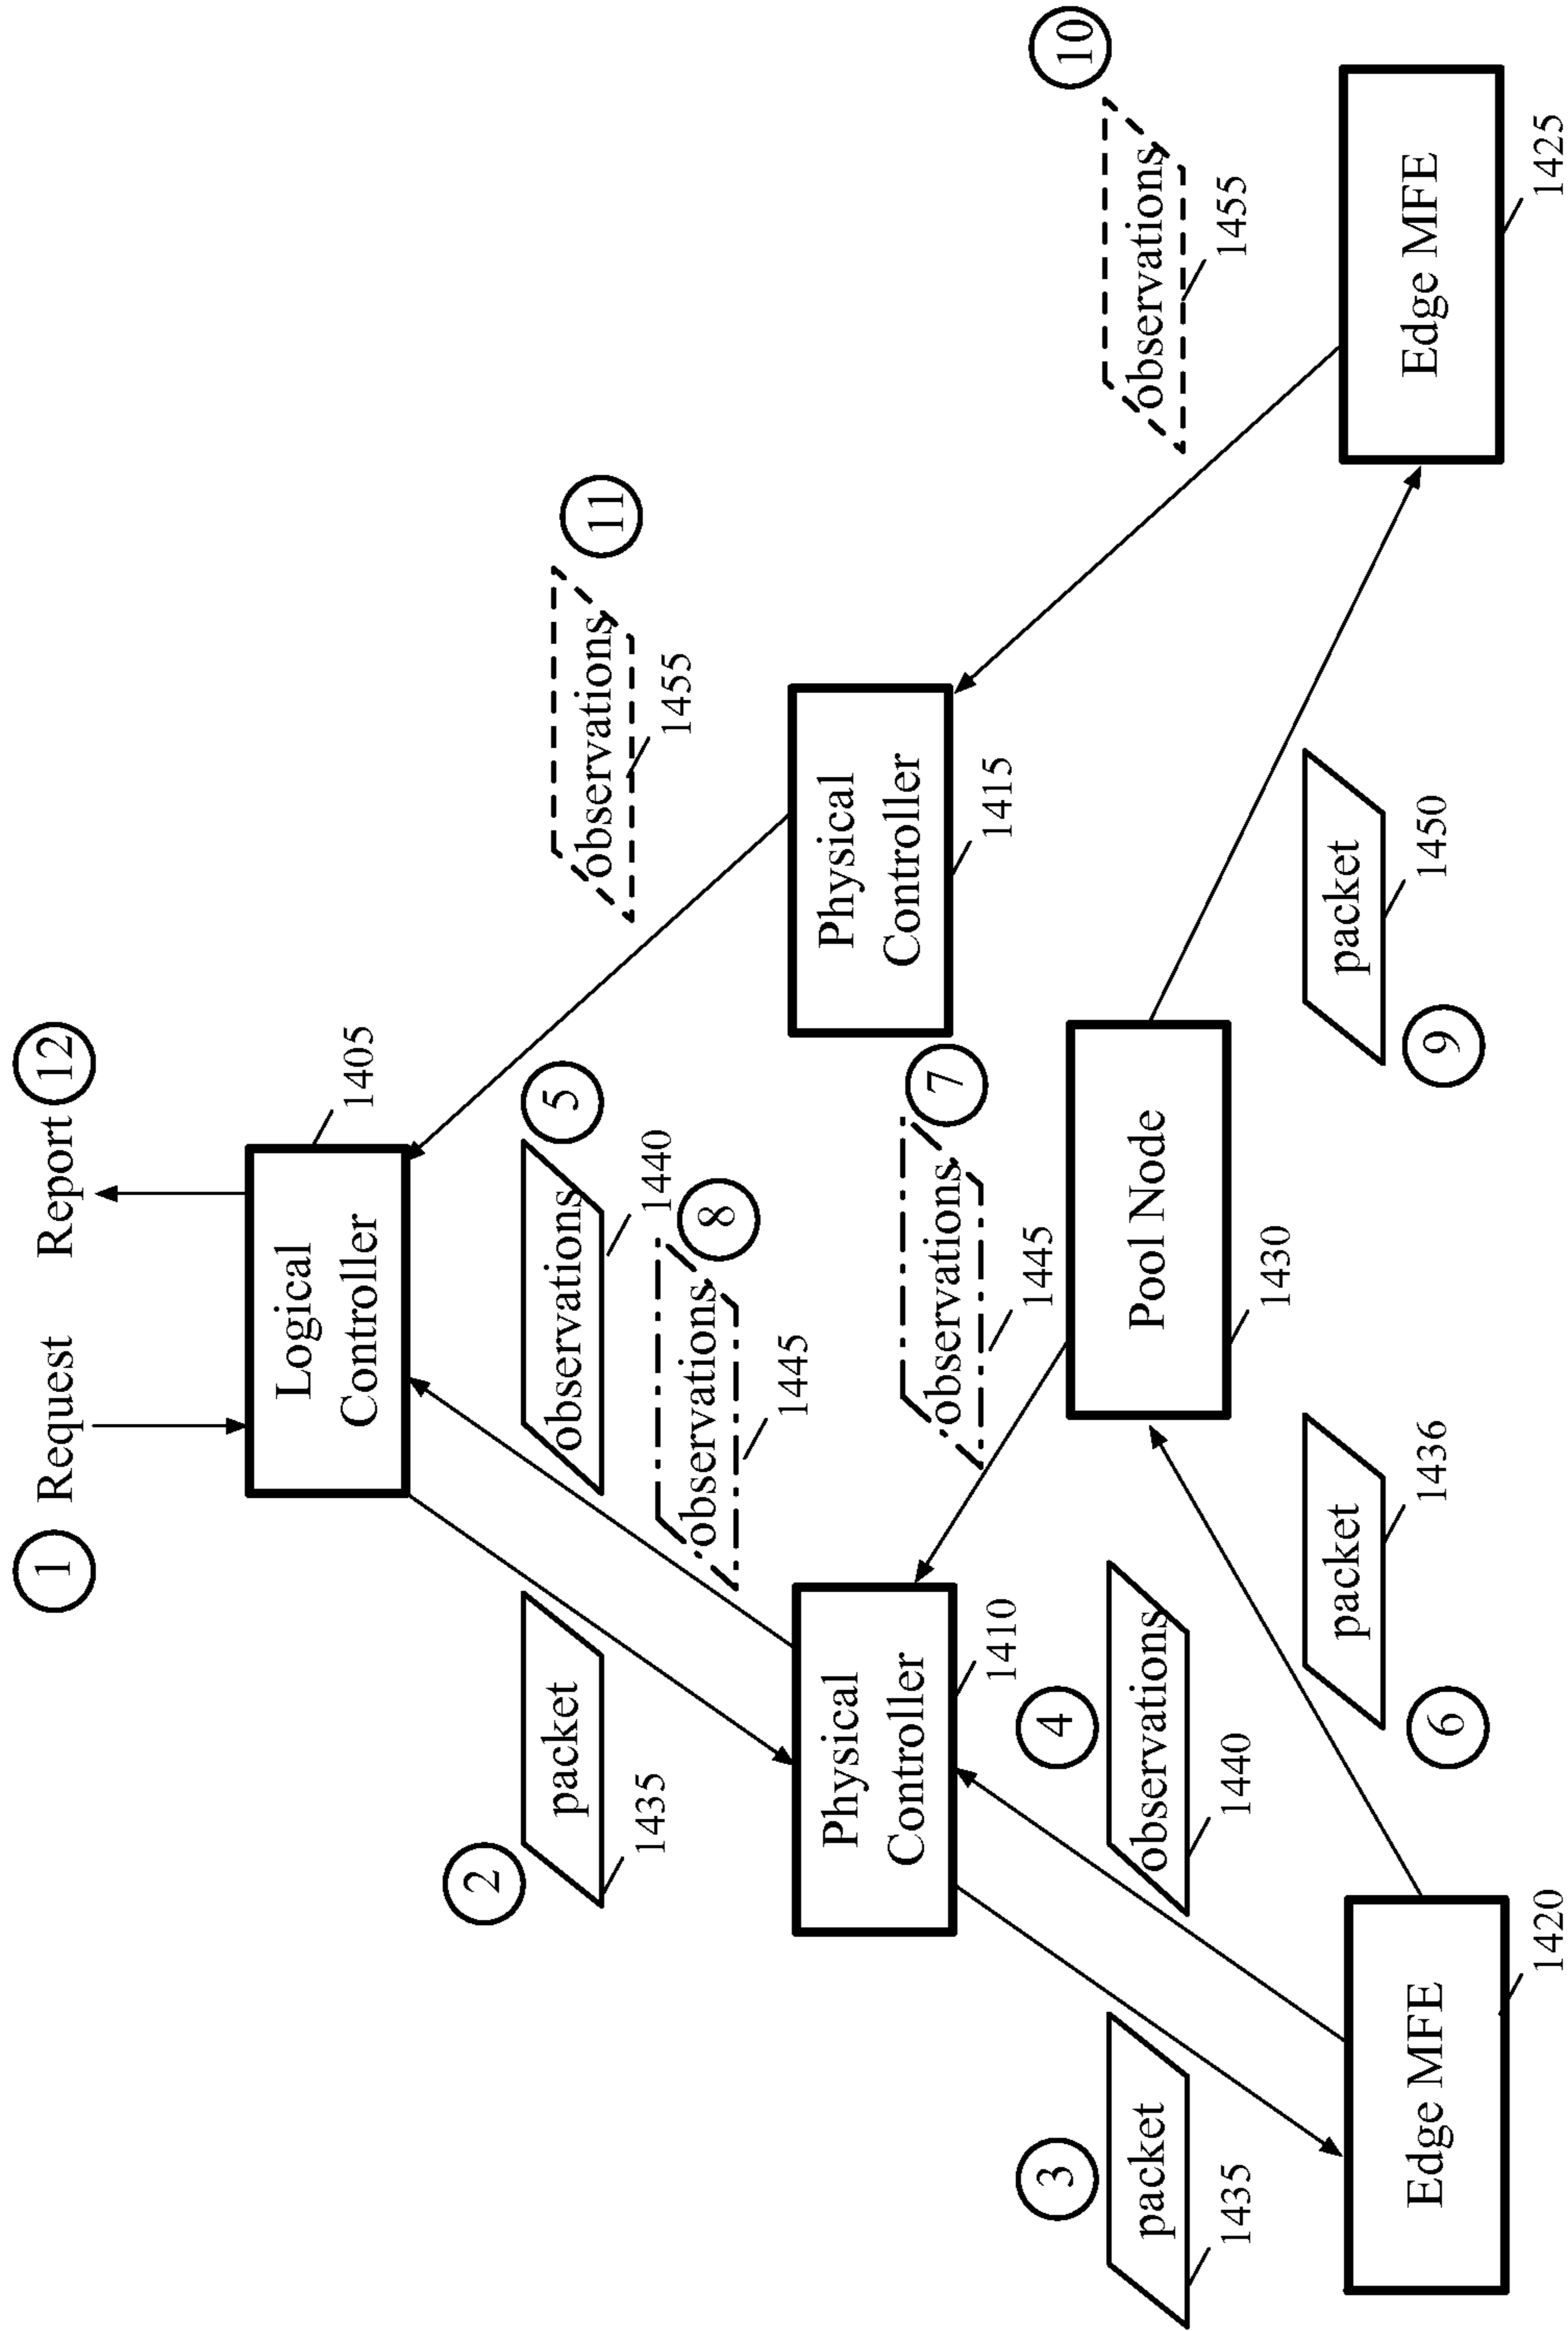 1 Request Report 12
Logical
Controller
1405
2
packet
1435
5
observations
1440
8
observations
1445
11
observations
1455
Physical
Controller
1410
Physical
Controller
1415
7
observations
1445
3
packet
1435
4
observations
1440
Pool Node
1430
10
observations
1455
6
packet
1436
9
packet
1450
Edge MFE
1420
Edge MFE
1425